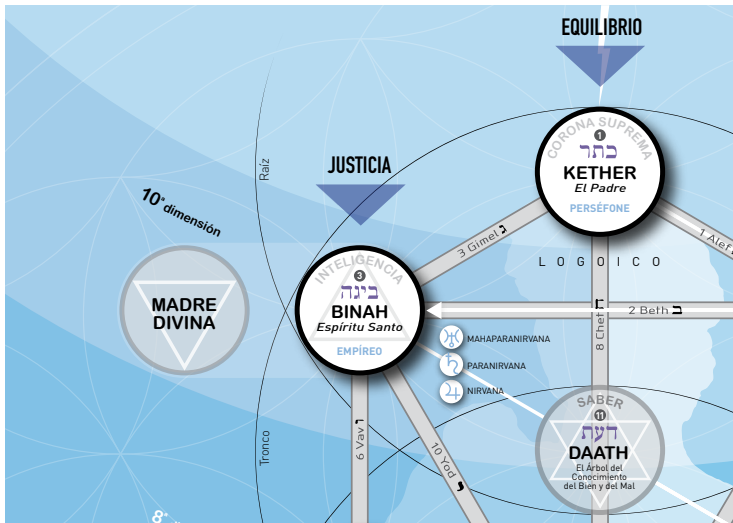 EQUILIBRIO
CORONA SUPREMA
1
כתר
KETHER
El Padre
PERSÉFONE
JUSTICIA
Raíz
10ª dimensión
3 Gimel ג
1 Alef
LOGOICO
INTELIGENCIA
3
בינה
BINAH
Espíritu Santo
EMPÍREO
MADRE
DIVINA
2 Beth ב
8 Chet ח
MAHAPARANIRVANA
PARANIRVANA
NIRVANA
SABER
11
דעת
DAATH
El Árbol del
Conocimiento
del Bien y del Mal
6 Vav ו
10 Yod י
Tronco
8ª